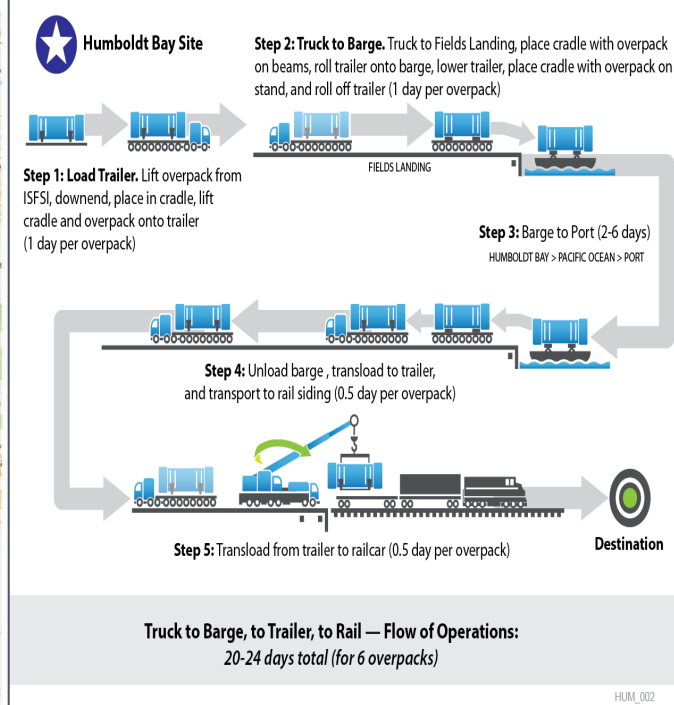 Humboldt Bay Site
Step 2: Truck to Barge. Truck to Fields Landing, place cradle with overpack
on beams, roll trailer onto barge, lower trailer, place cradle with overpack on
stand, and roll off trailer (1 day per overpack)
Step 1: Load Trailer. Lift overpack from
ISFSI, downend, place in cradle, lift
cradle and overpack onto trailer
(1 day per overpack)
FIELDS LANDING
Step 3: Barge to Port (2-6 days)
HUMBOLDT BAY > PACIFIC OCEAN > PORT
Step 4: Unload barge , transload to trailer,
and transport to rail siding (0.5 day per overpack)
Step 5: Transload from trailer to railcar (0.5 day per overpack)
Destination
Truck to Barge, to Trailer, to Rail — Flow of Operations:
20-24 days total (for 6 overpacks)
HUM_002